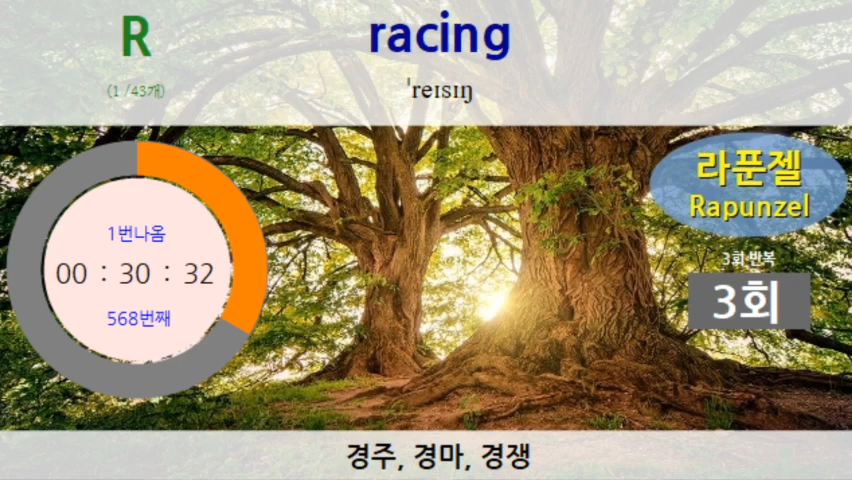 R
(1 /43개)
racing
ˈreɪsɪŋ
1번나옴
00 : 30 : 32
568번째
라푼젤
Rapunzel
3회 반복
3회
경주, 경마, 경쟁